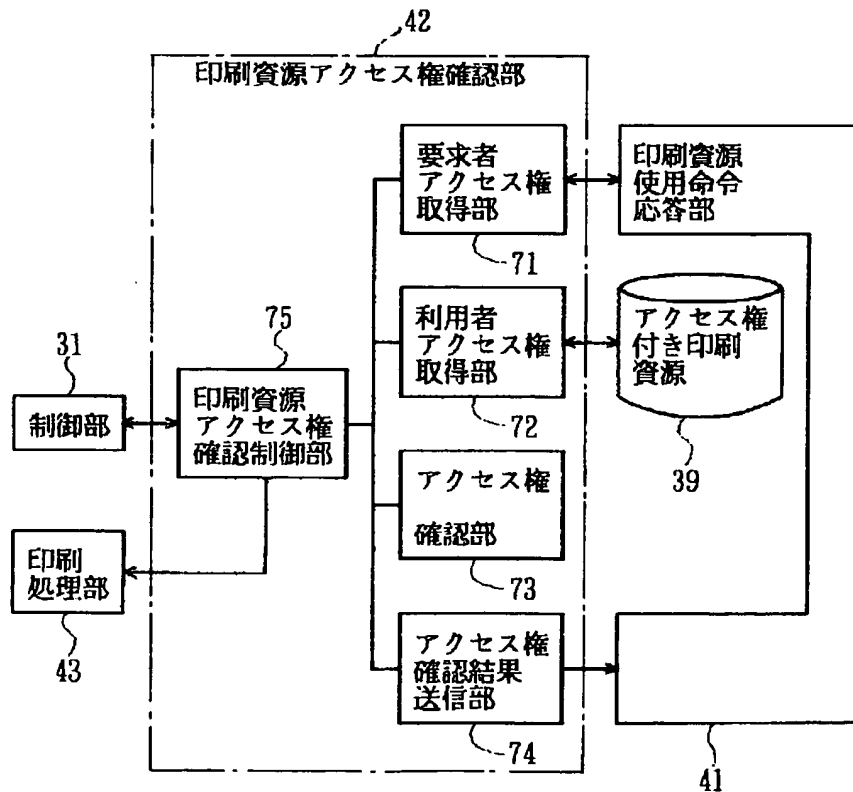 42
印刷資源アクセス権確認部
要求者
アクセス権
取得部
71
印刷資源
使用命令
応答部
利用者
アクセス権
取得部
72
アクセス権
付き印刷
資源
39
75
印刷資源
アクセス権
確認制御部
31
制御部
アクセス権
確認部
73
印刷
処理部
43
アクセス権
確認結果
送信部
74
41